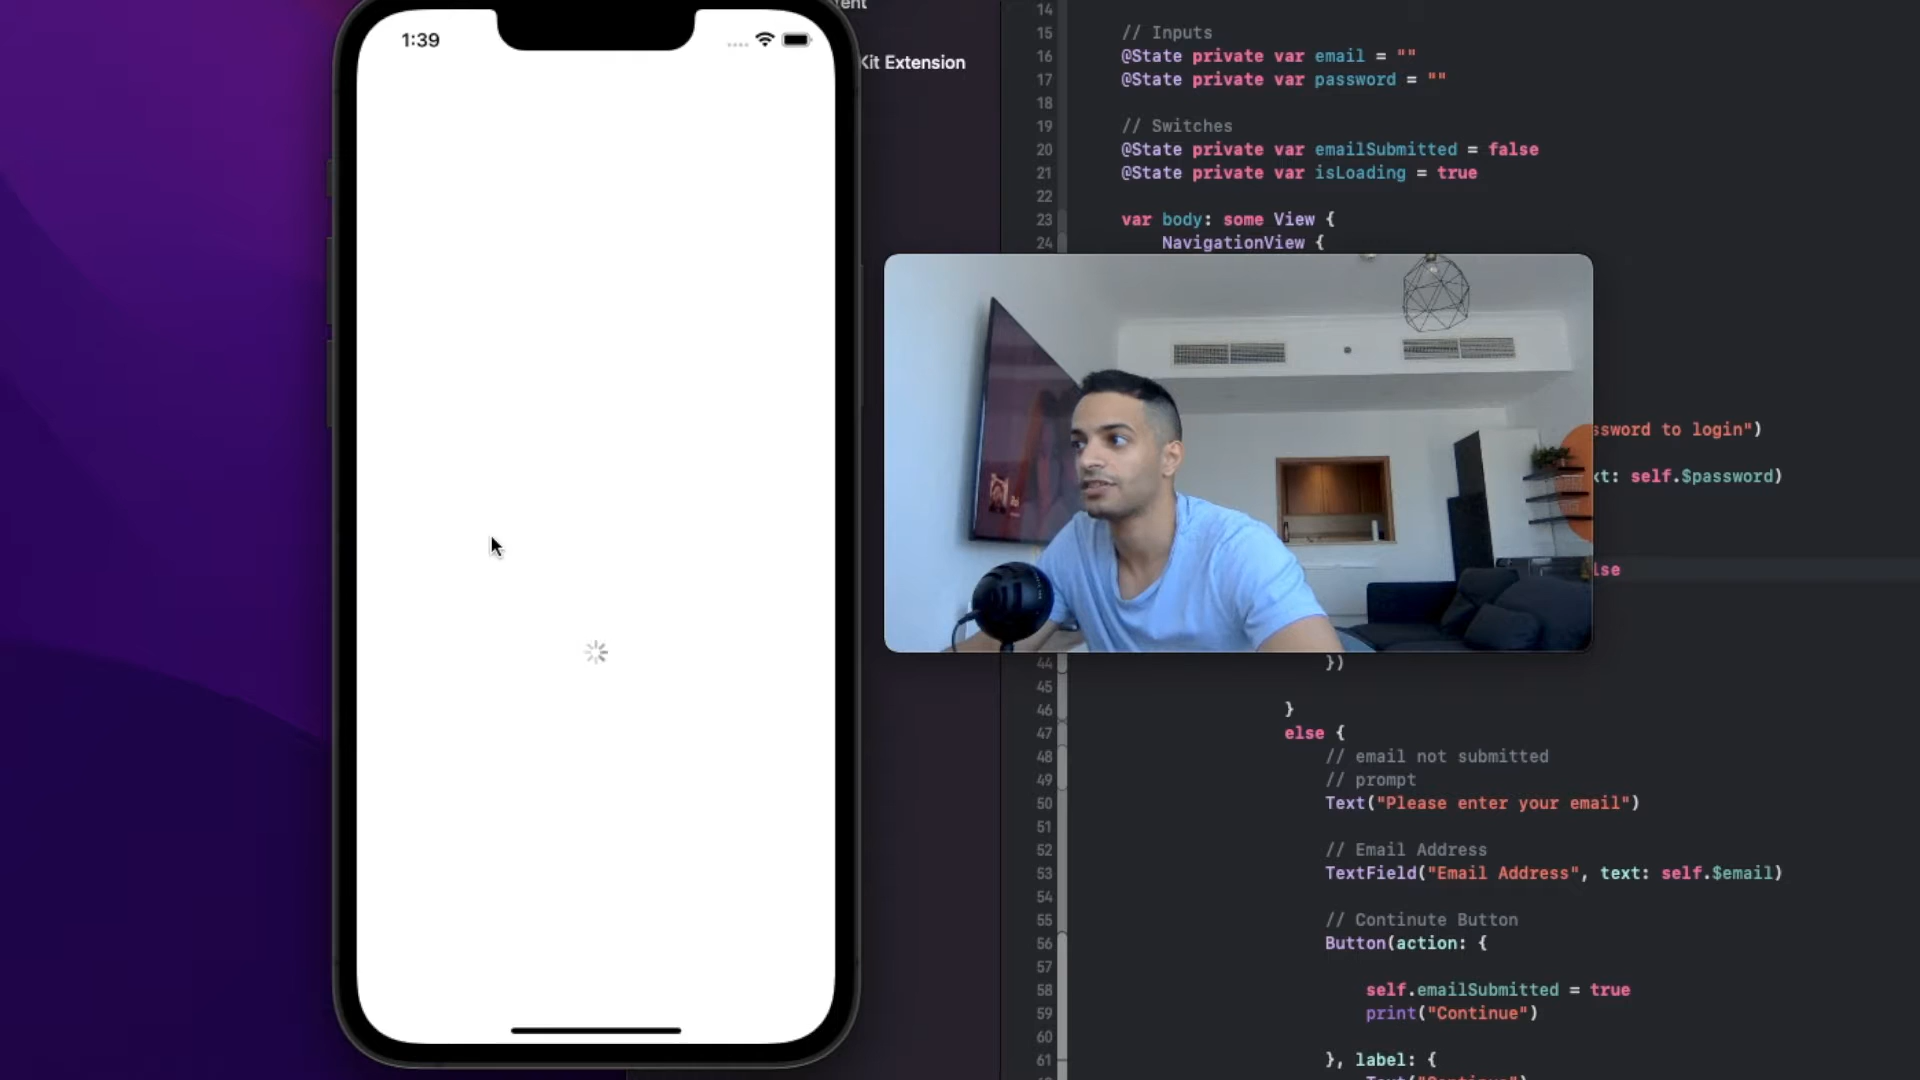 1:39
Kit Extension
14
15 // Inputs
16 @State private var email = ""
17 @State private var password = ""
18
19 // Switches
20 @State private var emailSubmitted = false
21 @State private var isLoading = true
22
23 var body: some View {
24 NavigationView {
to login")
self.$password)
44 })
45
46 }
47 else {
48 // email not submitted
49 // prompt
50 Text("Please enter your email")
51
52 // Email Address
53 TextField("Email Address", text: self.$email)
54
55 // Continute Button
56 Button(action: {
57
58 self.emailSubmitted = true
59 print("Continue")
60
61 }, label: {